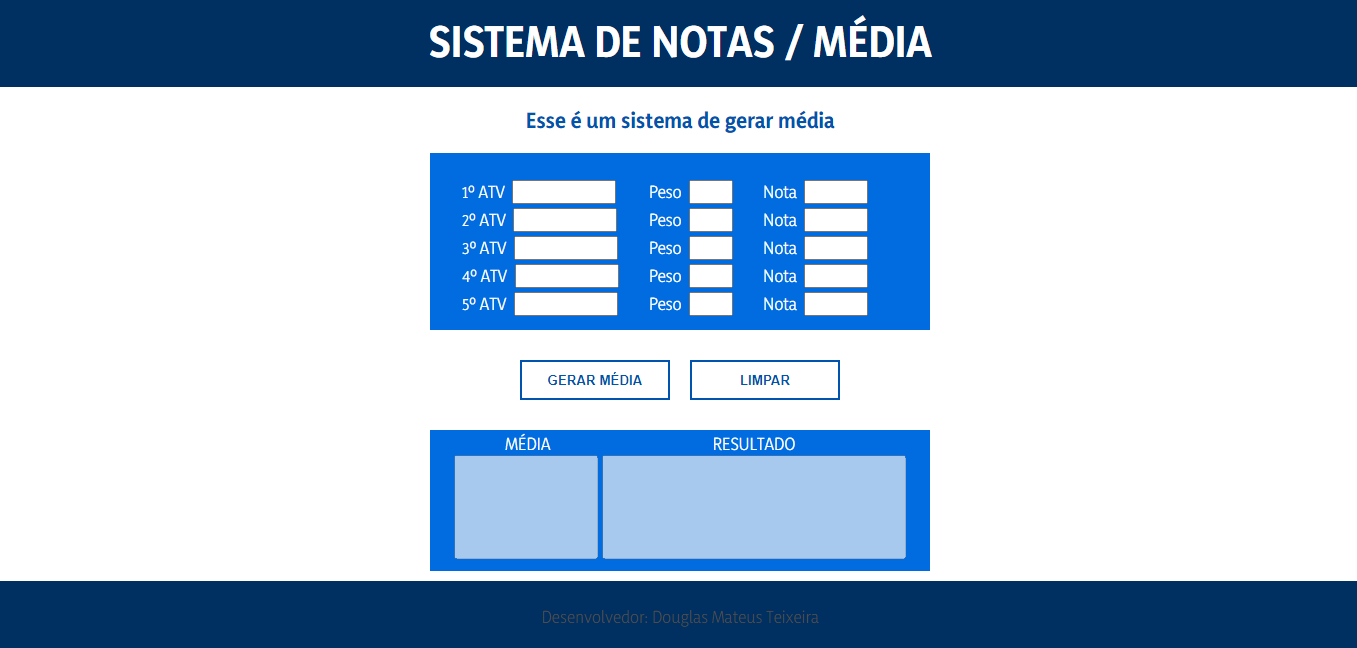 SISTEMA DE NOTAS / MÉDIA
Esse é um sistema de gerar média
1º ATV Peso Nota
2º ATV Peso Nota
3º ATV Peso Nota
4º ATV Peso Nota
5º ATV Peso Nota
GERAR MÉDIA LIMPAR
MÉDIA RESULTADO
Desenvolvedor: Douglas Mateus Teixeira